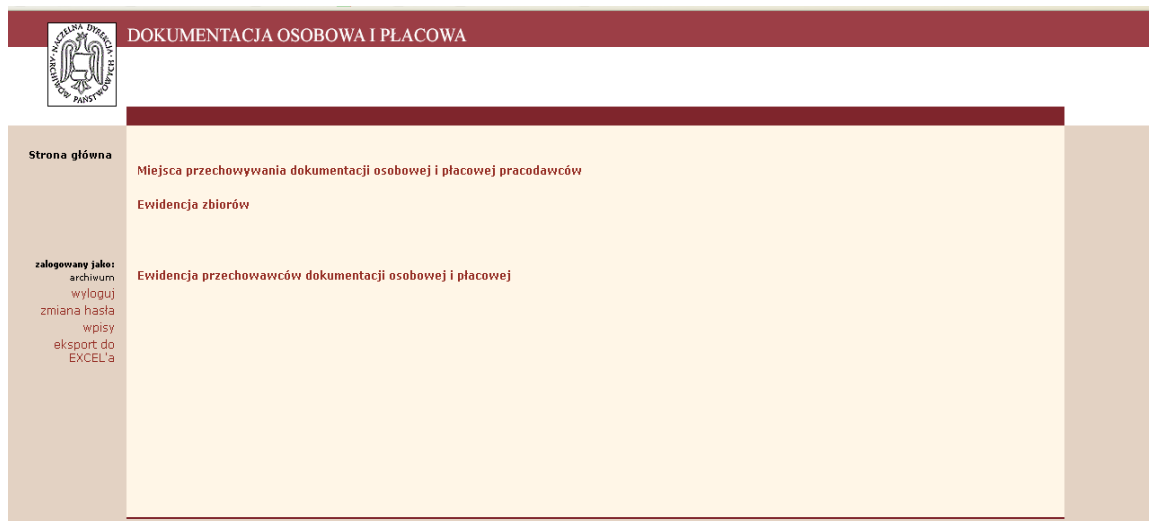 NACZELNA DYREKCJA ARCHIWÓW PAŃSTWOWYCH
DOKUMENTACJA OSOBOWA I PŁACOWA
Strona główna
Miejsca przechowywania dokumentacji osobowej i płacowej pracodawców
Ewidencja zbiorów
zalogowany jako:
archiwum
wyloguj
zmiana hasła
wpisy
eksport do
EXCEL'a
Ewidencja przechowawców dokumentacji osobowej i płacowej